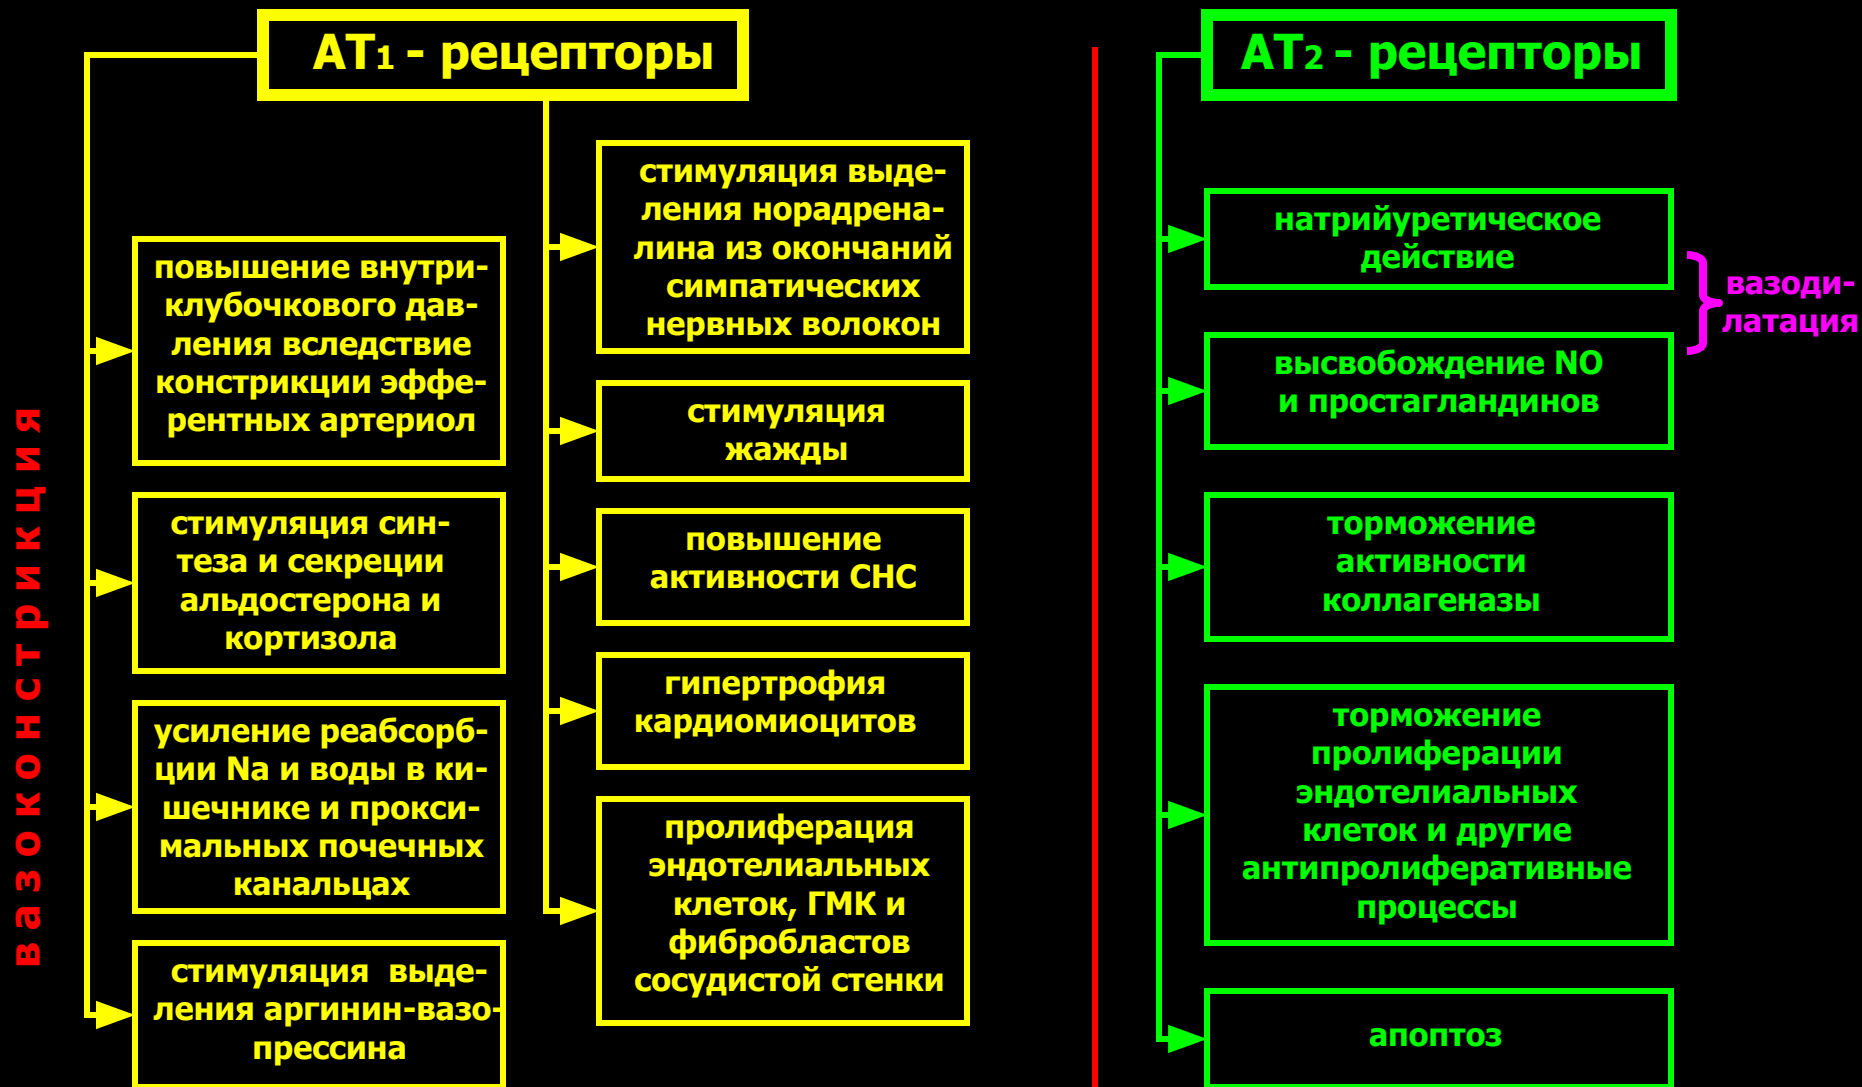 АТ1 - рецепторы
вазоконстрикция
повышение внутри-
клубочкового дав-
ления вследствие
констрикции эффе-
рентных артериол
стимуляция син-
теза и секреции
альдостерона и
кортизола
усиление реабсорб-
ции Na и воды в ки-
шечнике и прокси-
мальных почечных
канальцах
стимуляция выде-
ления аргинин-вазо-
прессина
стимуляция выде-
ления норадрена-
лина из окончаний
симпатических
нервных волокон
стимуляция
жажды
повышение
активности СНС
гипертрофия
кардиомиоцитов
пролиферация
эндотелиальных
клеток, ГМК и
фибробластов
сосудистой стенки
АТ2 - рецепторы
натрийуретическое
действие
высвобождение NO
и простагландинов
вазоди-
латация
торможение
активности
коллагеназы
торможение
пролиферации
эндотелиальных
клеток и другие
антипролиферативные
процессы
апоптоз